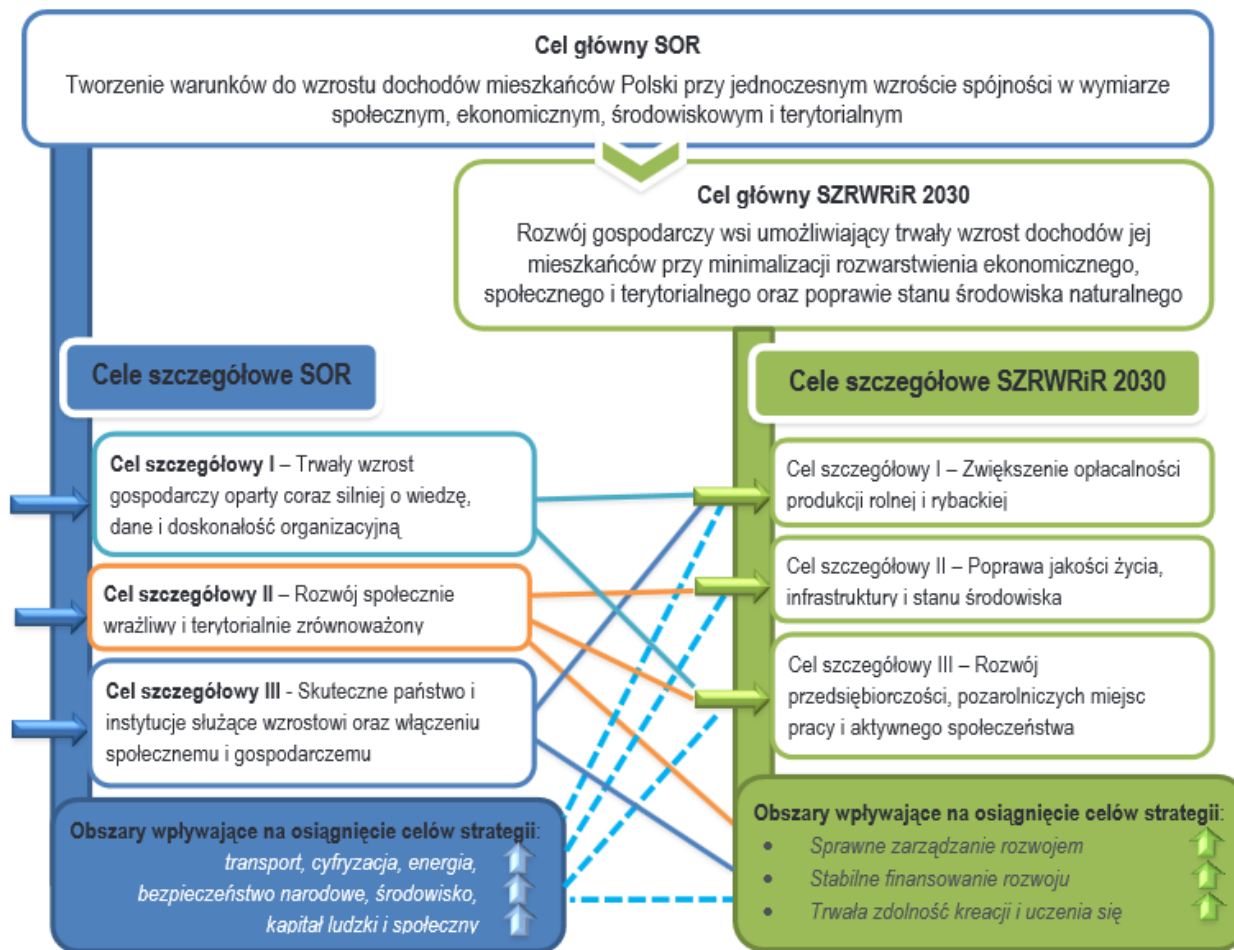 Cel główny SOR
Tworzenie warunków do wzrostu dochodów mieszkańców Polski przy jednoczesnym wzroście spójności w wymiarze
społecznym, ekonomicznym, środowiskowym i terytorialnym
Cel główny SZRWRiR 2030
Rozwój gospodarczy wsi umożliwiający trwały wzrost dochodów jej
mieszkańców przy minimalizacji rozwarstwienia ekonomicznego,
społecznego i terytorialnego oraz poprawie stanu środowiska naturalnego
Cele szczegółowe SOR
Cel szczegółowy I – Trwały wzrost
gospodarczy oparty coraz silniej o wiedzę,
dane i doskonałość organizacyjną
Cel szczegółowy II – Rozwój społecznie
wrażliwy i terytorialnie zrównoważony
Cel szczegółowy III - Skuteczne państwo i
instytucje służące wzrostowi oraz włączeniu
społecznemu i gospodarczemu
Obszary wpływające na osiągnięcie celów strategii:
transport, cyfryzacja, energia,
bezpieczeństwo narodowe, środowisko,
kapitał ludzki i społeczny
Cele szczegółowe SZRWRiR 2030
Cel szczegółowy I – Zwiększenie opłacalności
produkcji rolnej i rybackiej
Cel szczegółowy II – Poprawa jakości życia,
infrastruktury i stanu środowiska
Cel szczegółowy III – Rozwój
przedsiębiorczości, pozarolniczych miejsc
pracy i aktywnego społeczeństwa
Obszary wpływające na osiągnięcie celów strategii:
• Sprawne zarządzanie rozwojem
• Stabilne finansowanie rozwoju
• Trwała zdolność kreacji i uczenia się